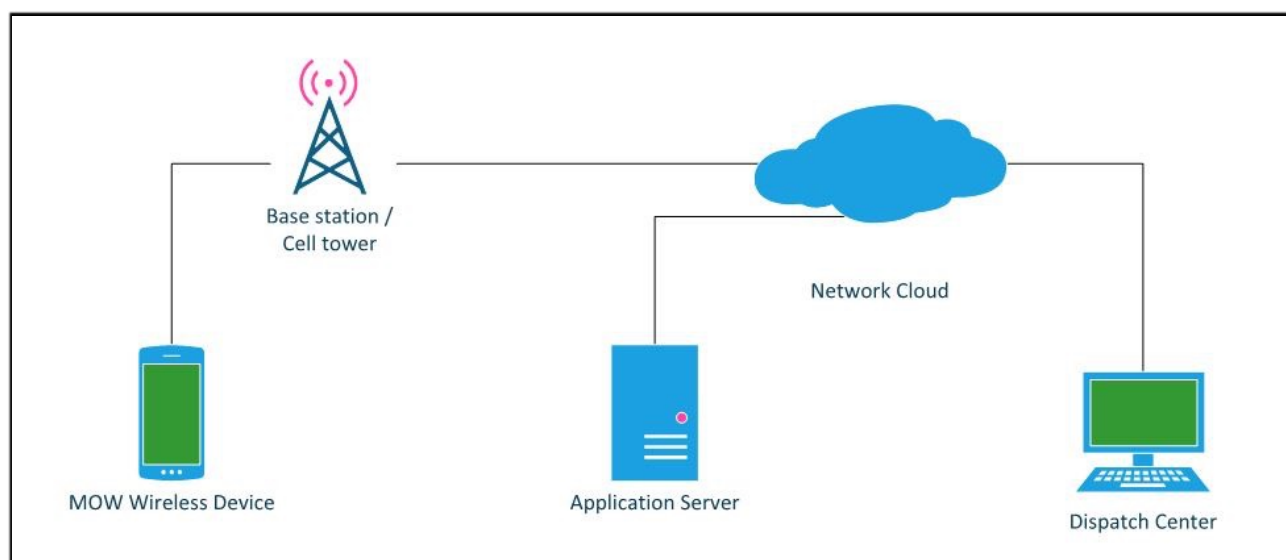 Base station /
Cell tower
Network Cloud
MOW Wireless Device
Application Server
Dispatch Center